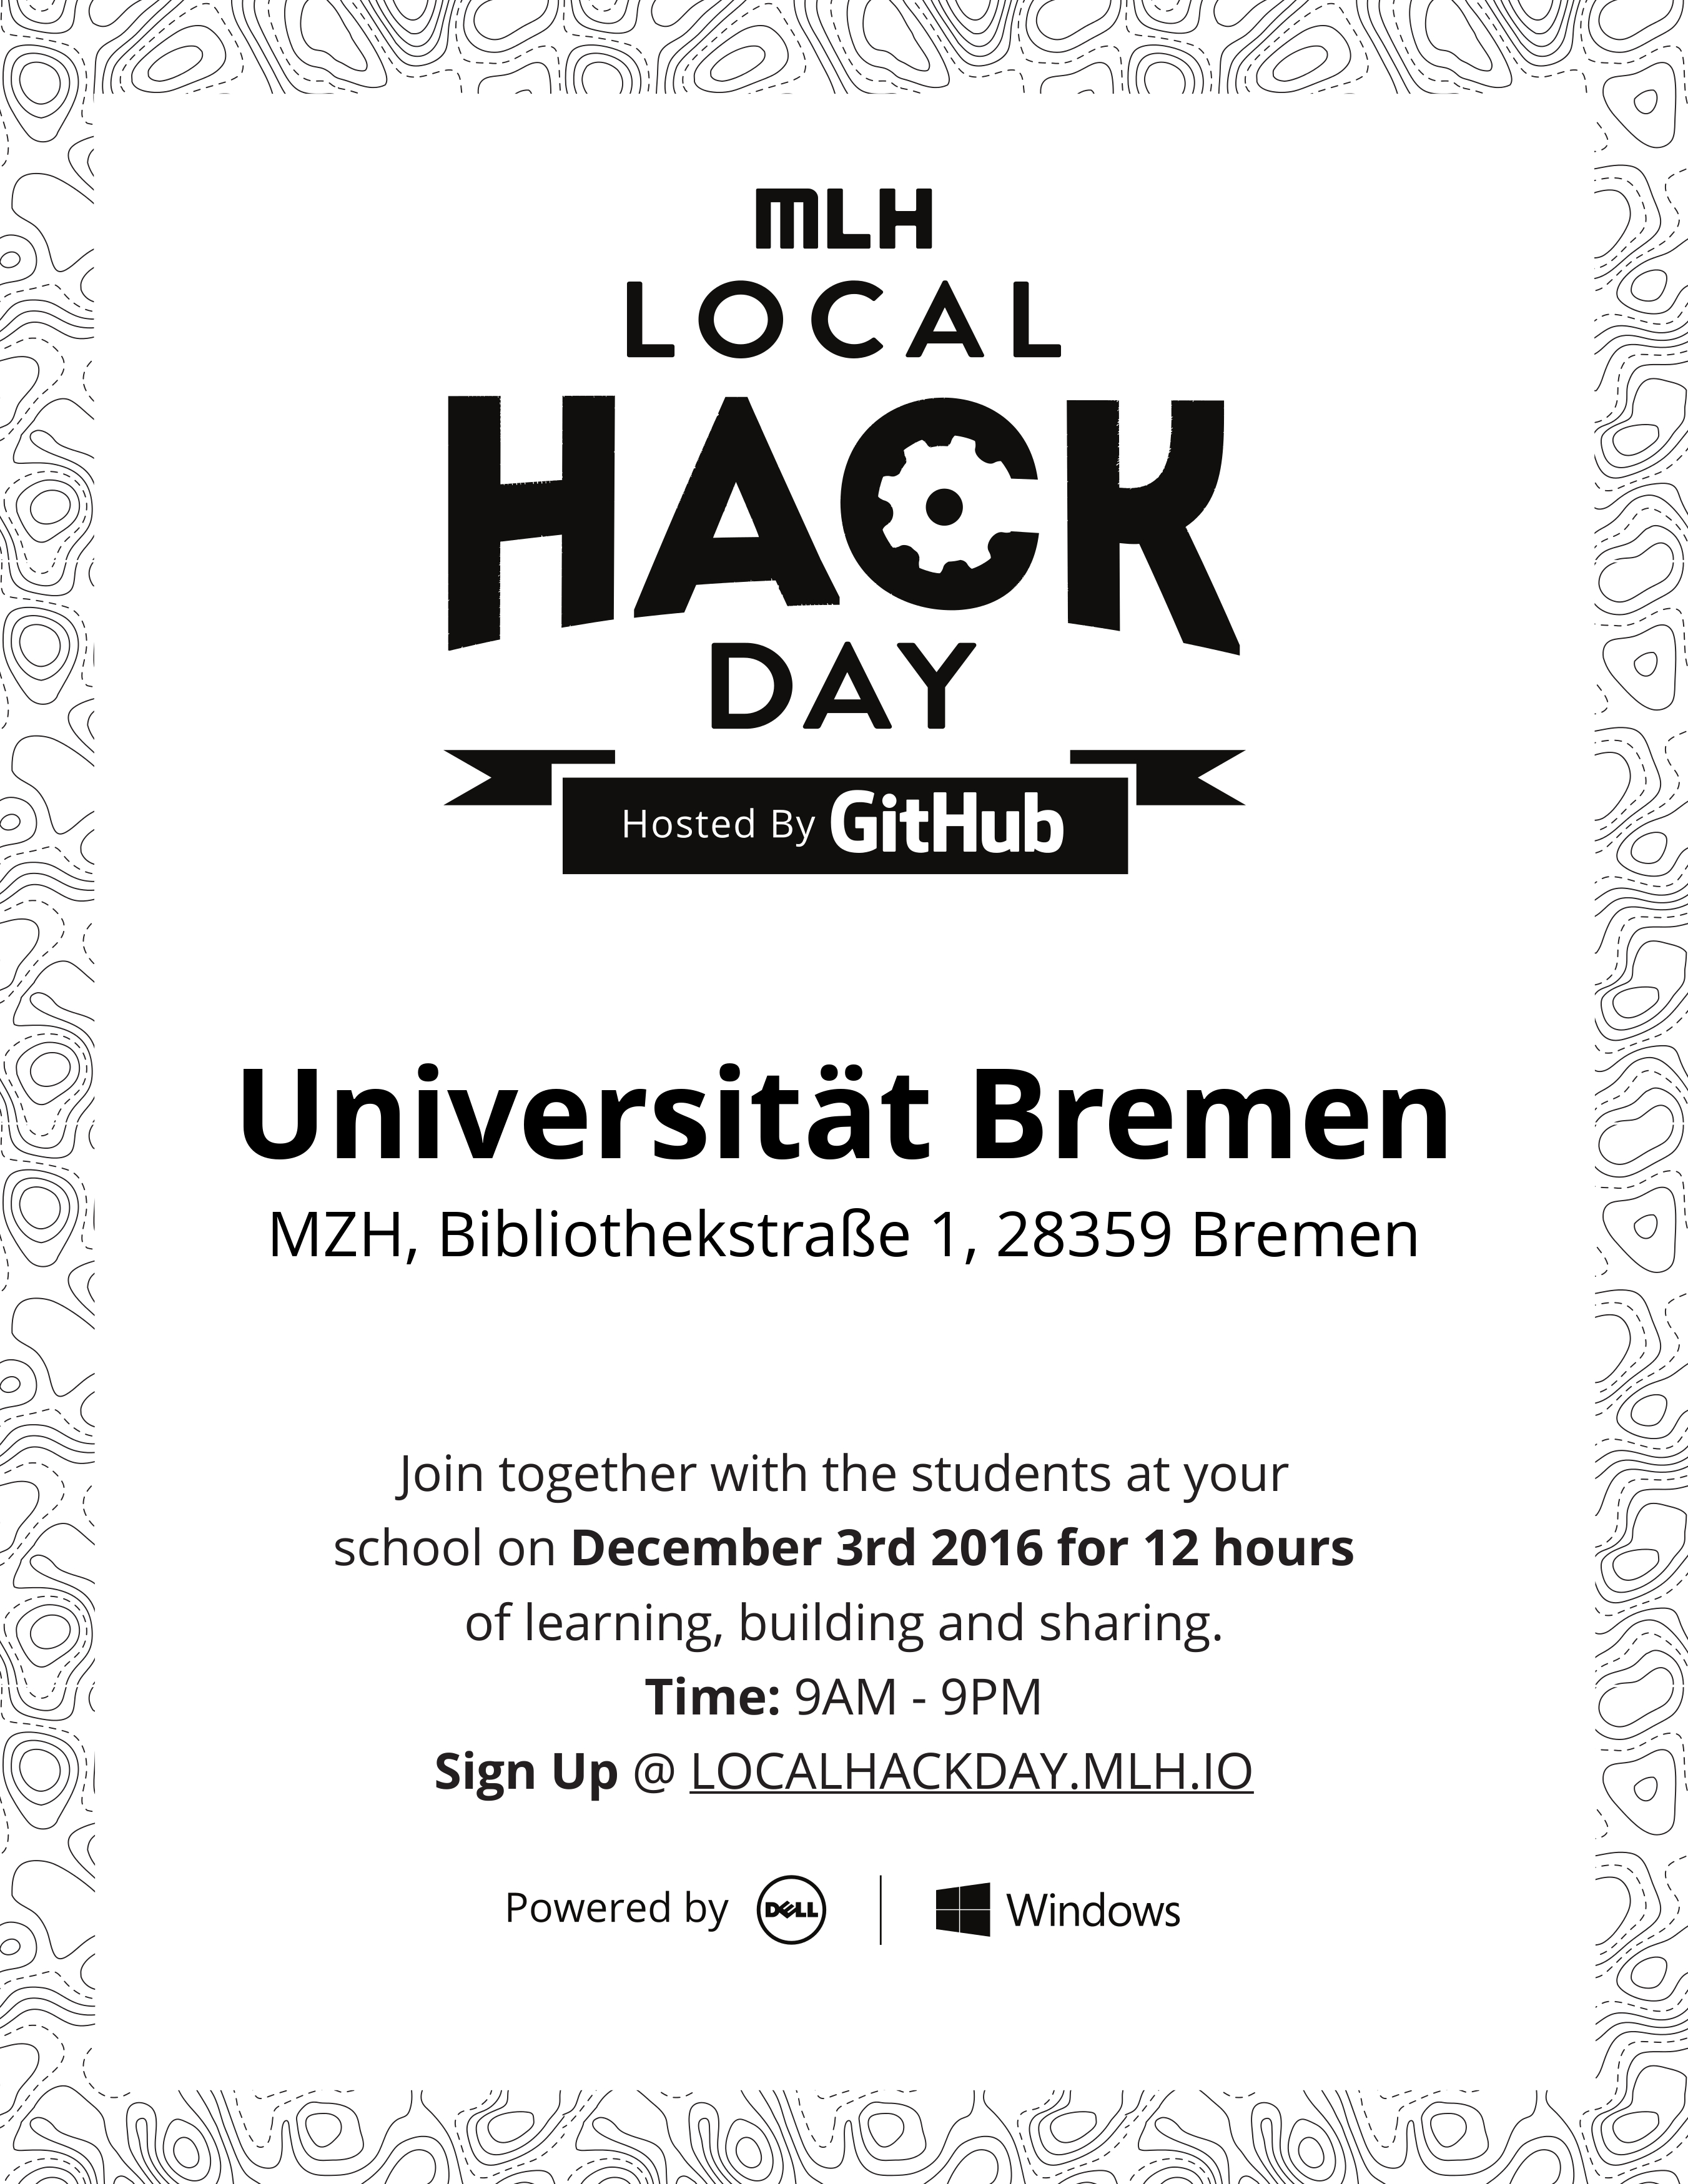 MLH
LOCAL
HACK
DAY
Hosted By GitHub
Universität Bremen
MZH, Bibliothekstraße 1, 28359 Bremen
Join together with the students at your
school on December 3rd 2016 for 12 hours
of learning, building and sharing.
Time: 9AM - 9PM
Sign Up @ LOCALHACKDAY.MLH.IO
Powered by DELL | Windows